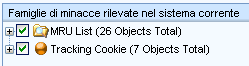 Famiglie di minacce rilevate nel sistema corrente
MRU List (26 Objects Total)
Tracking Cookie (7 Objects Total)